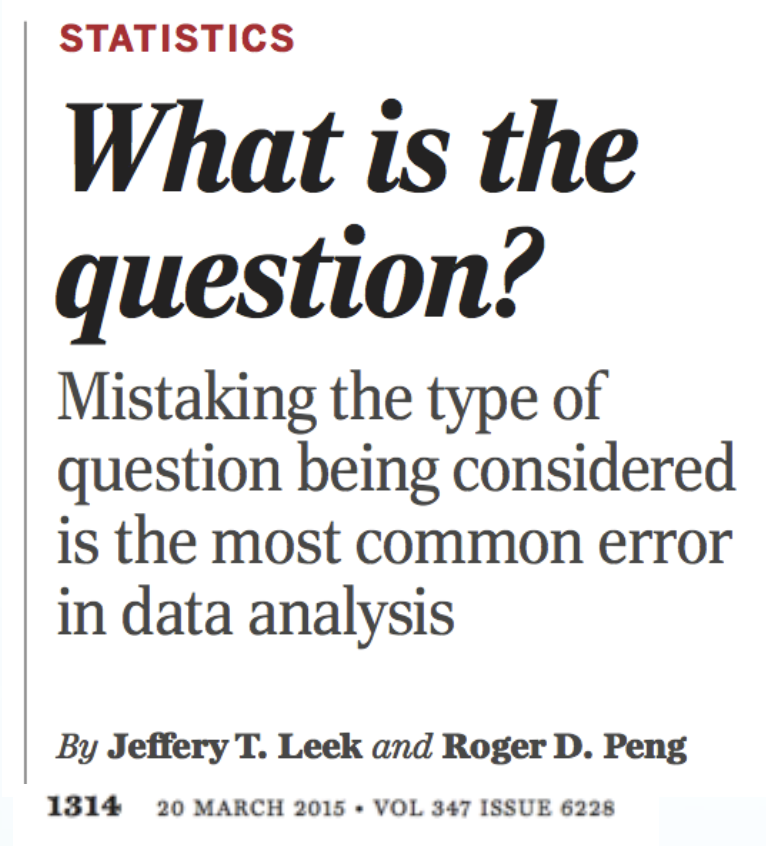 STATISTICS
What is the
question?
Mistaking the type of
question being considered
is the most common error
in data analysis
By Jeffery T. Leek and Roger D. Peng
1314 20 MARCH 2015 • VOL 347 ISSUE 6228